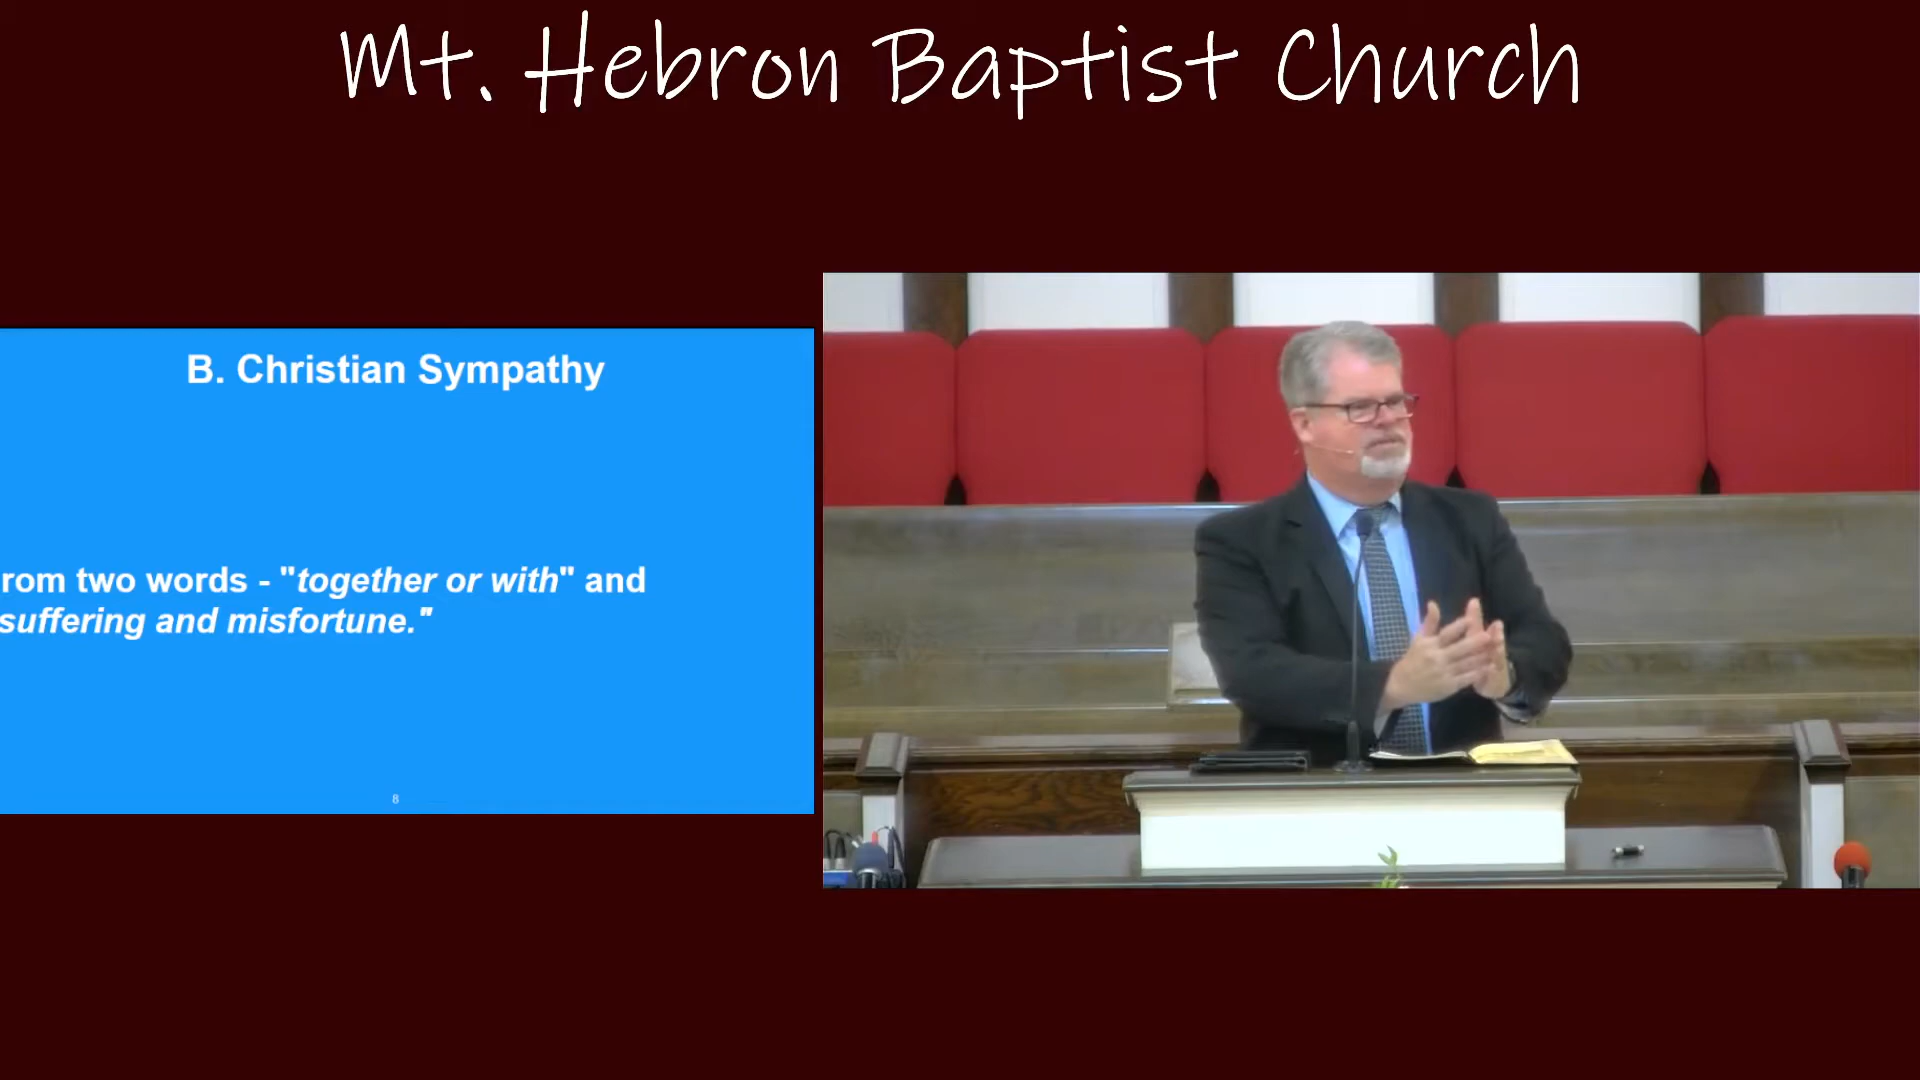 Mt. Hebron Baptist Church
B. Christian Sympathy
rom two words - "together or with" and
suffering and misfortune."
8